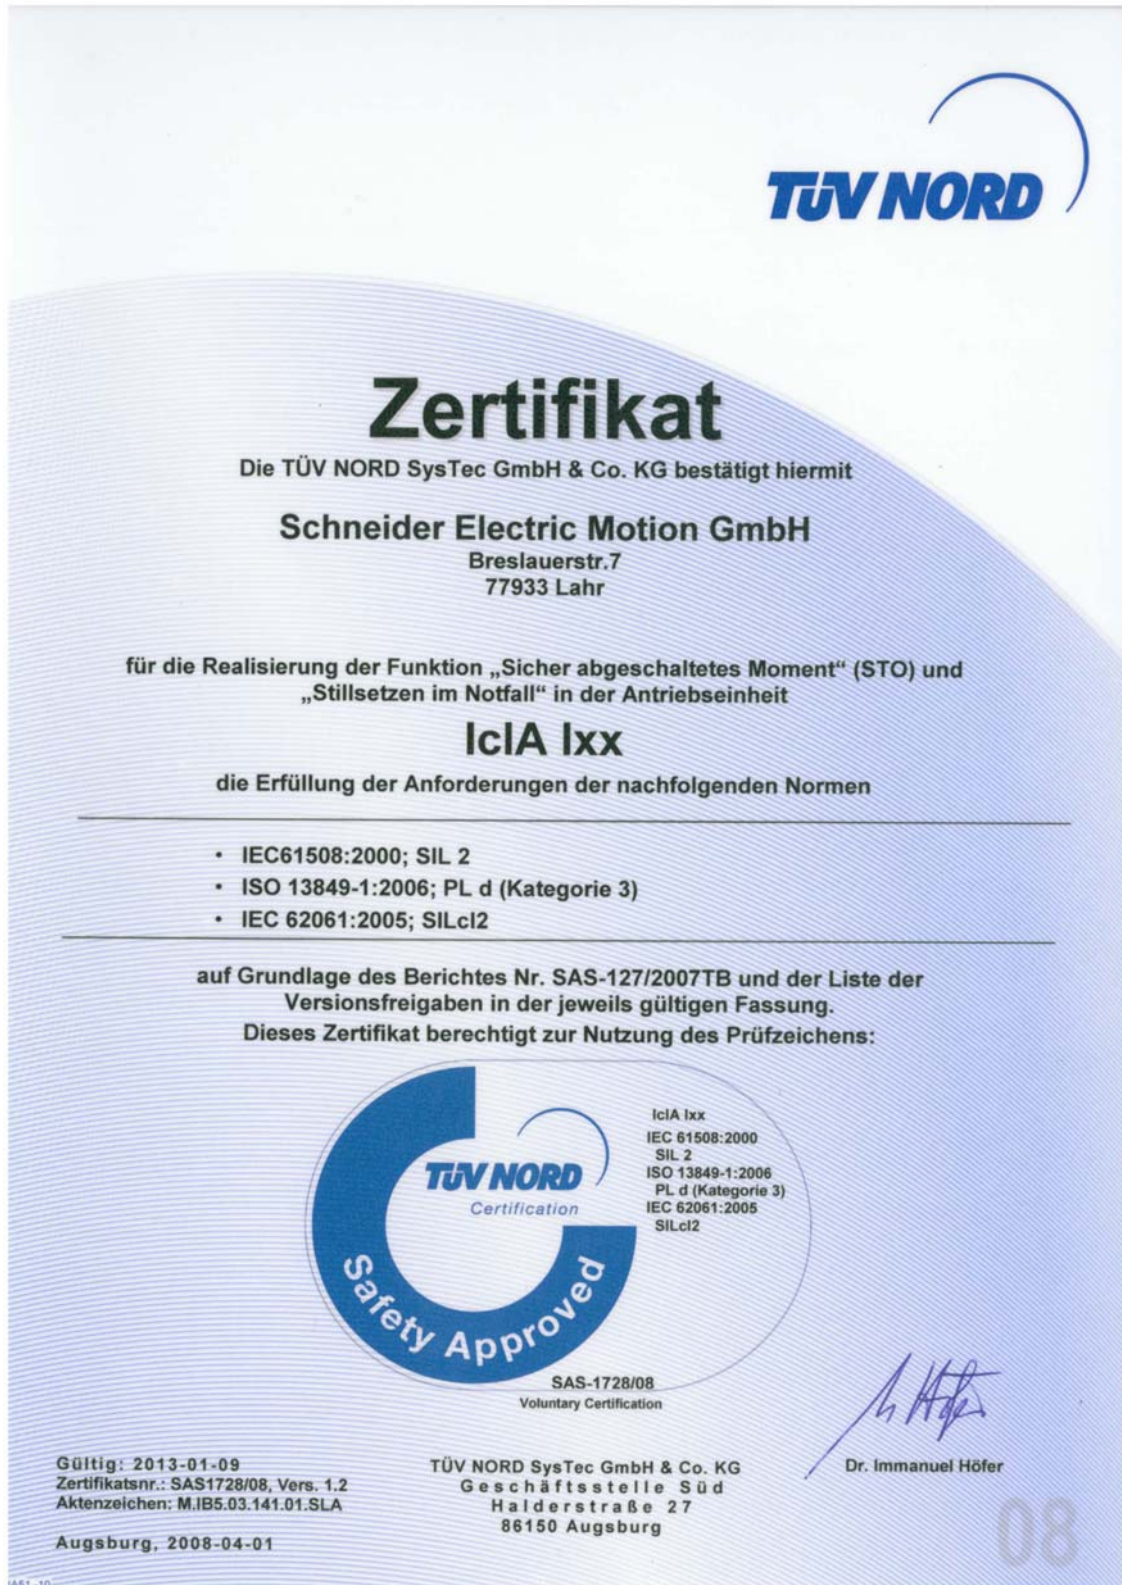 TÜV NORD
Zertifikat
Die TÜV NORD SysTec GmbH & Co. KG bestätigt hiermit
Schneider Electric Motion GmbH
Breslauerstr.7
77933 Lahr
für die Realisierung der Funktion „Sicher abgeschaltetes Moment“ (STO) und
„Stillsetzen im Notfall“ in der Antriebseinheit
IclA Ixx
die Erfüllung der Anforderungen der nachfolgenden Normen
• IEC61508:2000; SIL 2
• ISO 13849-1:2006; PL d (Kategorie 3)
• IEC 62061:2005; SILcl2
auf Grundlage des Berichtes Nr. SAS-127/2007TB und der Liste der
Versionsfreigaben in der jeweils gültigen Fassung.
Dieses Zertifikat berechtigt zur Nutzung des Prüfzeichens:
TÜV NORD
Certification
Safety Approved
IclA Ixx
IEC 61508:2000
SIL 2
ISO 13849-1:2006
PL d (Kategorie 3)
IEC 62061:2005
SILcl2
SAS-1728/08
Voluntary Certification
Gültig: 2013-01-09
Zertifikatsnr.: SAS1728/08, Vers. 1.2
Aktenzeichen: M.IB5.03.141.01.SLA
Augsburg, 2008-04-01
TÜV NORD SysTec GmbH & Co. KG
Geschäftsstelle Süd
Halderstraße 27
86150 Augsburg
Dr. Immanuel Höfer
08